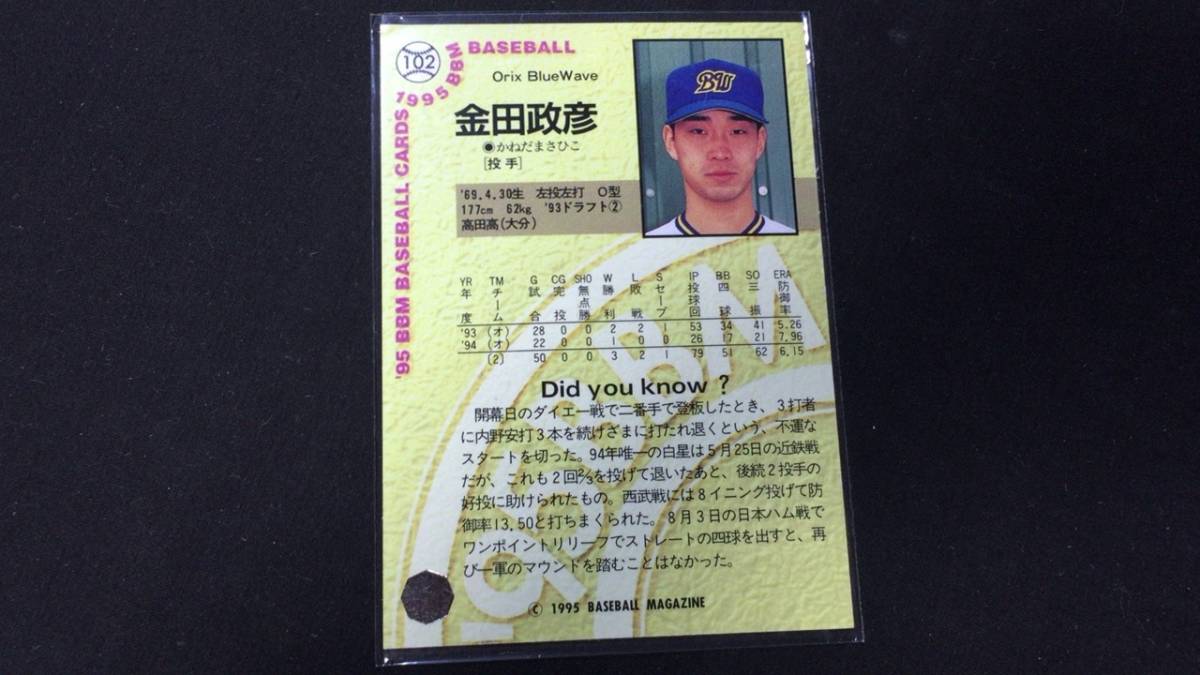 102
1995 BBM BASEBALL
'95 BBM BASEBALL CARDS
Orix BlueWave
金田政彦
●かねだまさひこ
[投手]
BW
'69.4.30生 左投左打 O型
177cm 62kg '93ドラフト②
高田高(大分)
YR TM G CG SHO W L S IP BB SO ERA
年度 チーム 試合 完投 無点勝 勝利 敗戦 セーブ 投球回 四球 三振 防御率
'93 (オ) 28 0 0 2 2 1 53 34 41 5.26
'94 (オ) 22 0 0 1 0 0 26 17 21 7.96
(2) 50 0 0 3 2 1 79 51 62 6.15
Did you know ?
開幕日のダイエー戦で二番手で登板したとき、3打者
に内野安打3本を続けざまに打たれ退くという、不運な
スタートを切った。94年唯一の白星は5月25日の近鉄戦
だが、これも2回⅔を投げて退いたあと、後続2投手の
好投に助けられたもの。西武戦には8イニング投げて防
御率13.50と打ちまくられた。8月3日の日本ハム戦で
ワンポイントリリーフでストレートの四球を出すと、再
び一軍のマウンドを踏むことはなかった。
© 1995 BASEBALL MAGAZINE